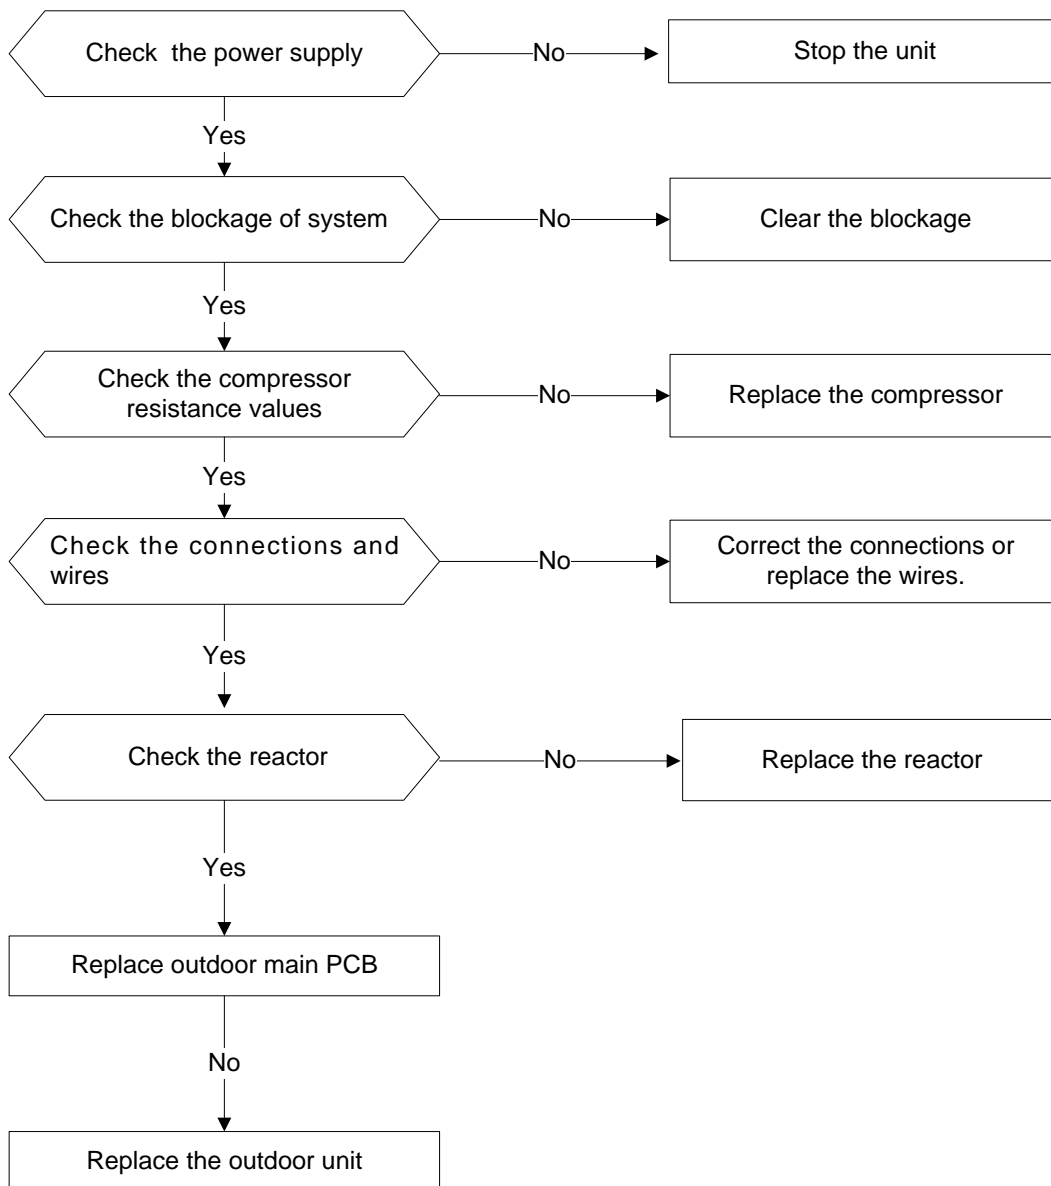 Check the power supply
No
Stop the unit
Yes
Check the blockage of system
No
Clear the blockage
Yes
Check the compressor
resistance values
No
Replace the compressor
Yes
Check the connections and
wires
No
Correct the connections or
replace the wires.
Yes
Check the reactor
No
Replace the reactor
Yes
Replace outdoor main PCB
No
Replace the outdoor unit